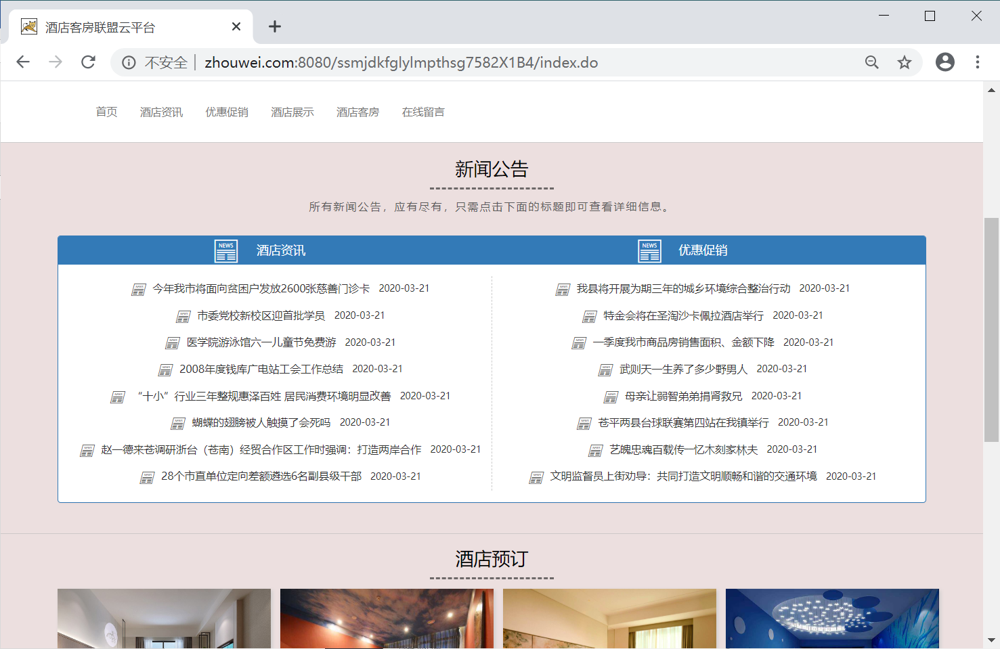 酒店客房联盟云平台
不安全 | zhouwei.com:8080/ssmjdkfglylmpthsg7582X1B4/index.do
首页 酒店资讯 优惠促销 酒店展示 酒店客房 在线留言
新闻公告
所有新闻公告，应有尽有，只需点击下面的标题即可查看详细信息。
NEWS 酒店资讯
今年我市将面向贫困户发放2600张慈善门诊卡 2020-03-21
市委党校新校区迎首批学员 2020-03-21
医学院游泳馆六一儿童节免费游 2020-03-21
2008年度钱库广电站工会工作总结 2020-03-21
“十小”行业三年整规惠泽百姓 居民消费环境明显改善 2020-03-21
蝴蝶的翅膀被人触摸了会死吗 2020-03-21
赵一德来苍调研浙台（苍南）经贸合作区工作时强调：打造两岸合作 2020-03-21
28个市直单位定向差额遴选6名副县级干部 2020-03-21
NEWS 优惠促销
我县将开展为期三年的城乡环境综合整治行动 2020-03-21
特金会将在圣淘沙卡佩拉酒店举行 2020-03-21
一季度我市商品房销售面积、金额下降 2020-03-21
武则天一生养了多少野男人 2020-03-21
母亲让弱智弟弟捐肾救兄 2020-03-21
苍平两县台球联赛第四站在我镇举行 2020-03-21
艺魄忠魂百载传一忆木刻家林夫 2020-03-21
文明监督员上街劝导：共同打造文明顺畅和谐的交通环境 2020-03-21
酒店预订